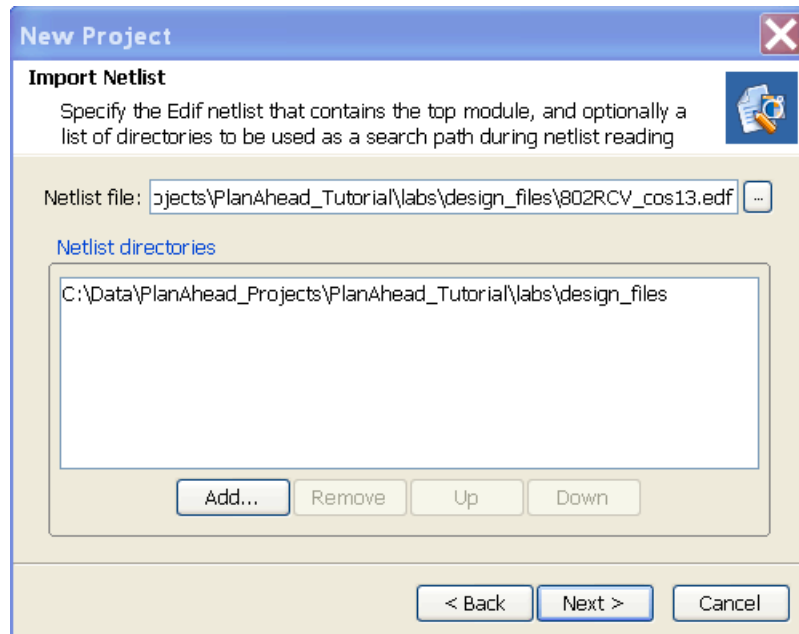 New Project
Import Netlist
Specify the Edif netlist that contains the top module, and optionally a
list of directories to be used as a search path during netlist reading
Netlist file: ojects\PlanAhead_Tutorial\labs\design_files\802RCV_cos13.edf ...
Netlist directories
C:\Data\PlanAhead_Projects\PlanAhead_Tutorial\labs\design_files
Add... Remove Up Down
< Back Next > Cancel